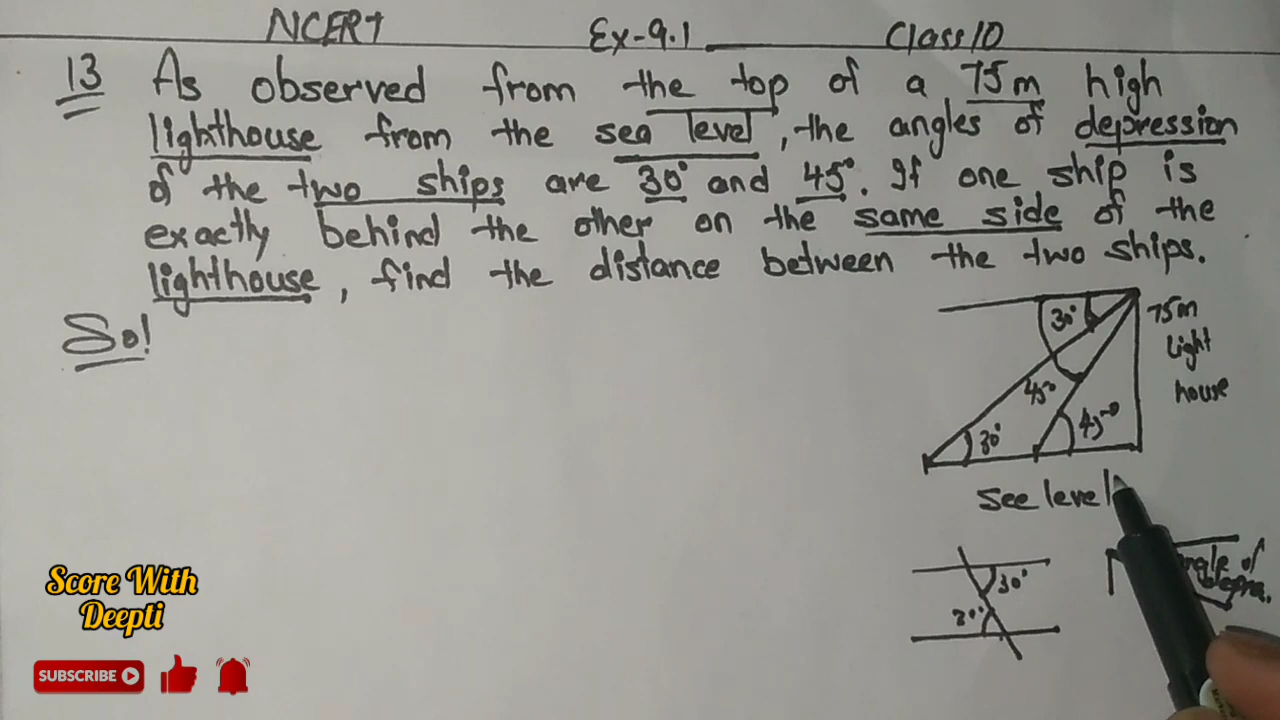 NCERT Ex-9.1 Class 10
13 As observed from the top of a 75m high
lighthouse from the sea level, the angles of depression
of the two ships are 30° and 45°. If one ship is
exactly behind the other on the same side of the
lighthouse, find the distance between the two ships.
Sol
30°
75m
light
house
45°
30°
45°
See level
30°
30°
angle of
Score With
Deepti
SUBSCRIBE